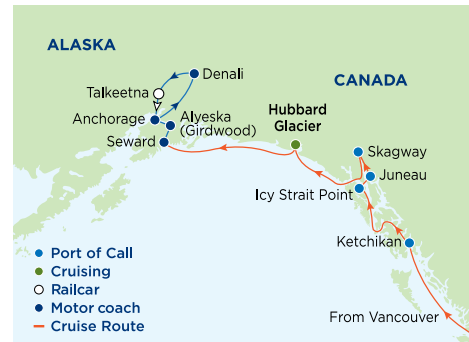 ALASKA
Denali
CANADA
Talkeetna
Anchorage
Alyeska
(Girdwood)
Seward
Hubbard
Glacier
Skagway
Juneau
Icy Strait Point
Ketchikan
From Vancouver
Port of Call
Cruising
Railcar
Motor coach
Cruise Route